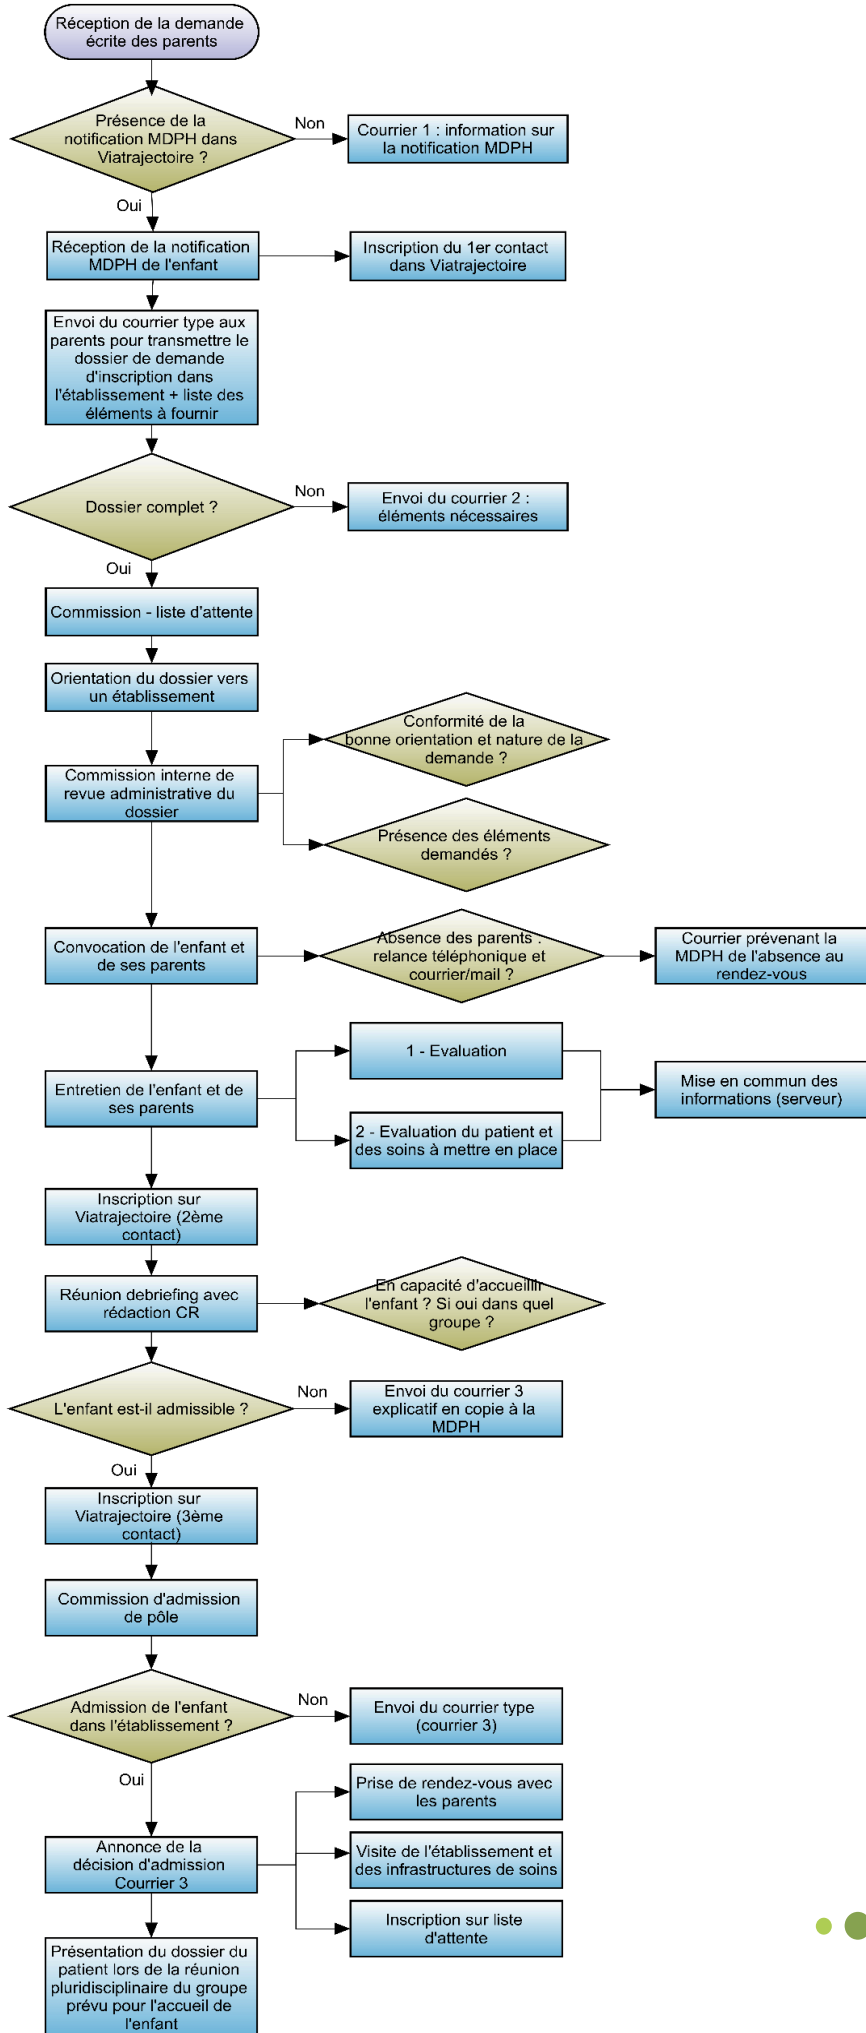 Réception de la demande
écrite des parents
Présence de la
notification MDPH dans
Viatrajectoire ?
Non
Courrier 1 : information sur
la notification MDPH
Oui
Réception de la notification
MDPH de l'enfant
Inscription du 1er contact
dans Viatrajectoire
Envoi du courrier type aux
parents pour transmettre le
dossier de demande
d'inscription dans
l'établissement + liste des
éléments à fournir
Dossier complet ?
Non
Envoi du courrier 2 :
éléments nécessaires
Oui
Commission - liste d'attente
Orientation du dossier vers
un établissement
Conformité de la
bonne orientation et nature de la
demande ?
Commission interne de
revue administrative du
dossier
Présence des éléments
demandés ?
Convocation de l'enfant et
de ses parents
Absence des parents :
relance téléphonique et
courrier/mail ?
Courrier prévenant la
MDPH de l'absence au
rendez-vous
1 - Evaluation
Entretien de l'enfant et de
ses parents
Mise en commun des
informations (serveur)
2 - Evaluation du patient et
des soins à mettre en place
Inscription sur
Viatrajectoire (2ème
contact)
Réunion debriefing avec
rédaction CR
En capacité d'accueillir
l'enfant ? Si oui dans quel
groupe ?
L'enfant est-il admissible ?
Non
Envoi du courrier 3
explicatif en copie à la
MDPH
Oui
Inscription sur
Viatrajectoire (3ème
contact)
Commission d'admission
de pôle
Admission de l'enfant
dans l'établissement ?
Non
Envoi du courrier type
(courrier 3)
Oui
Prise de rendez-vous avec
les parents
Annonce de la
décision d'admission
Courrier 3
Visite de l'établissement et
des infrastructures de soins
Inscription sur liste
d'attente
Présentation du dossier du
patient lors de la réunion
pluridisciplinaire du groupe
prévu pour l'accueil de
l'enfant